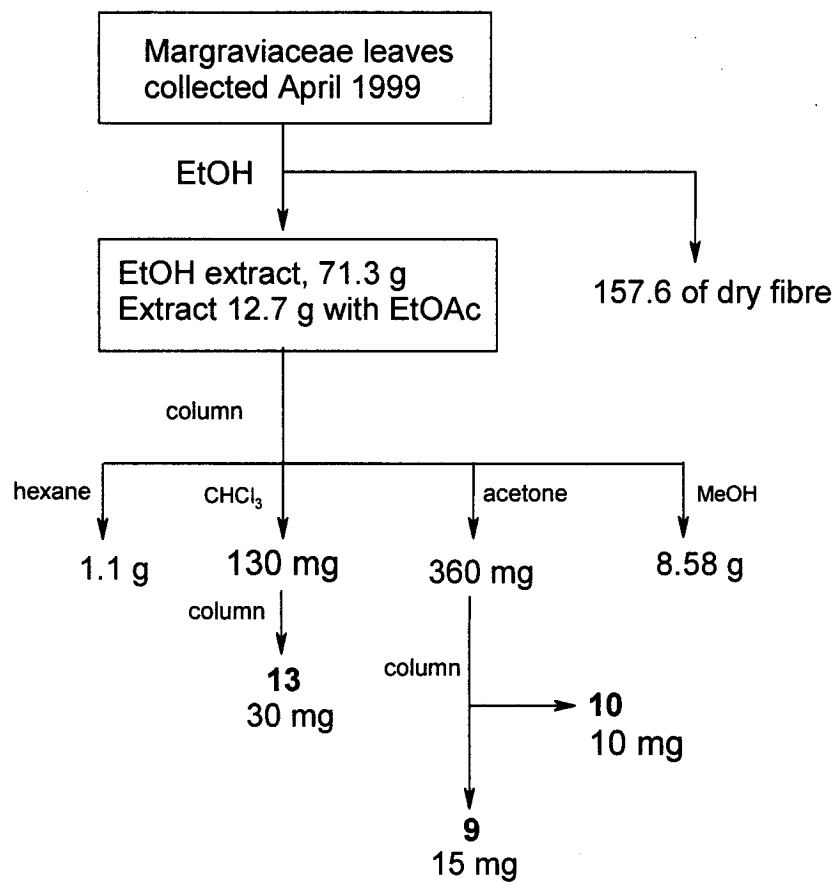 Margraviaceae leaves
collected April 1999
EtOH
EtOH extract, 71.3 g
Extract 12.7 g with EtOAc
157.6 of dry fibre
column
hexane
CHCl₃
acetone
MeOH
1.1 g
130 mg
360 mg
8.58 g
column
13
30 mg
column
10
10 mg
9
15 mg